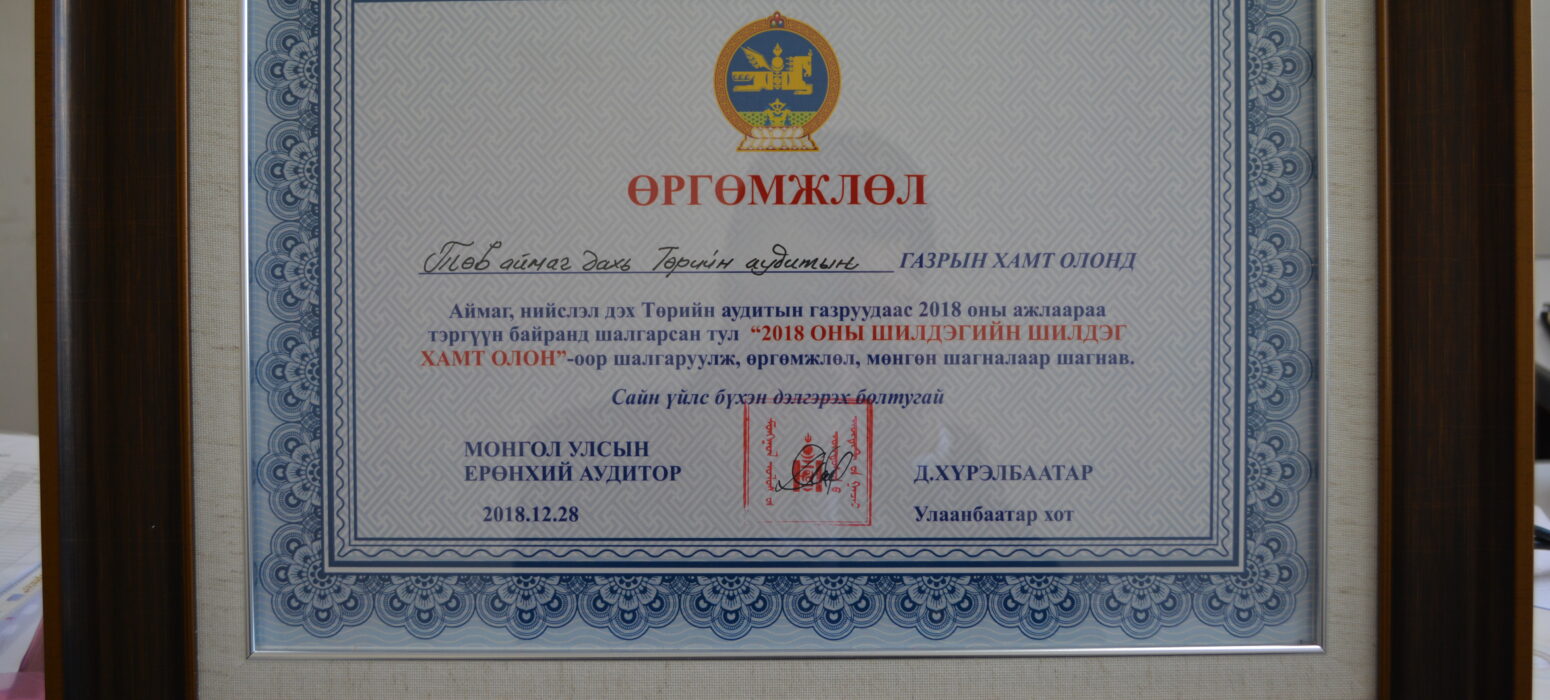 ӨРГӨМЖЛӨЛ
Төв аймаг дахь Төрийн аудитын ГАЗРЫН ХАМТ ОЛОНД
Аймаг, нийслэл дэх Төрийн аудитын газруудаас 2018 оны ажлаараа
тэргүүн байранд шалгарсан тул “2018 ОНЫ ШИЛДЭГИЙН ШИЛДЭГ
ХАМТ ОЛОН”-оор шалгаруулж, өргөмжлөл, мөнгөн шагналаар шагнав.
Сайн үйлс бүхэн дэлгэрэх болтугай
МОНГОЛ УЛСЫН
ЕРӨНХИЙ АУДИТОР
Д.ХҮРЭЛБААТАР
2018.12.28
Улаанбаатар хот